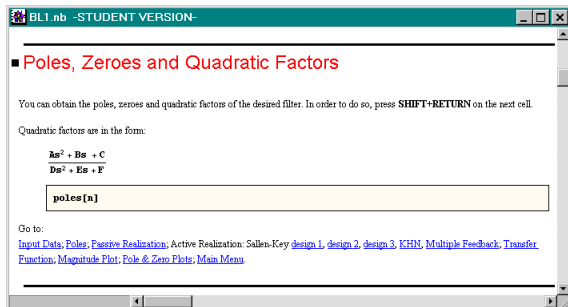 BL1.nb -STUDENT VERSION-
Poles, Zeroes and Quadratic Factors
You can obtain the poles, zeroes and quadratic factors of the desired filter. In order to do so, press SHIFT+RETURN on the next cell.
Quadratic factors are in the form:
As² + Bs + C
Ds² + Es + F
poles[n]
Go to:
Input Data; Poles; Passive Realization; Active Realization: Sallen-Key design 1, design 2, design 3, KHN, Multiple Feedback; Transfer
Function; Magnitude Plot; Pole & Zero Plots; Main Menu.